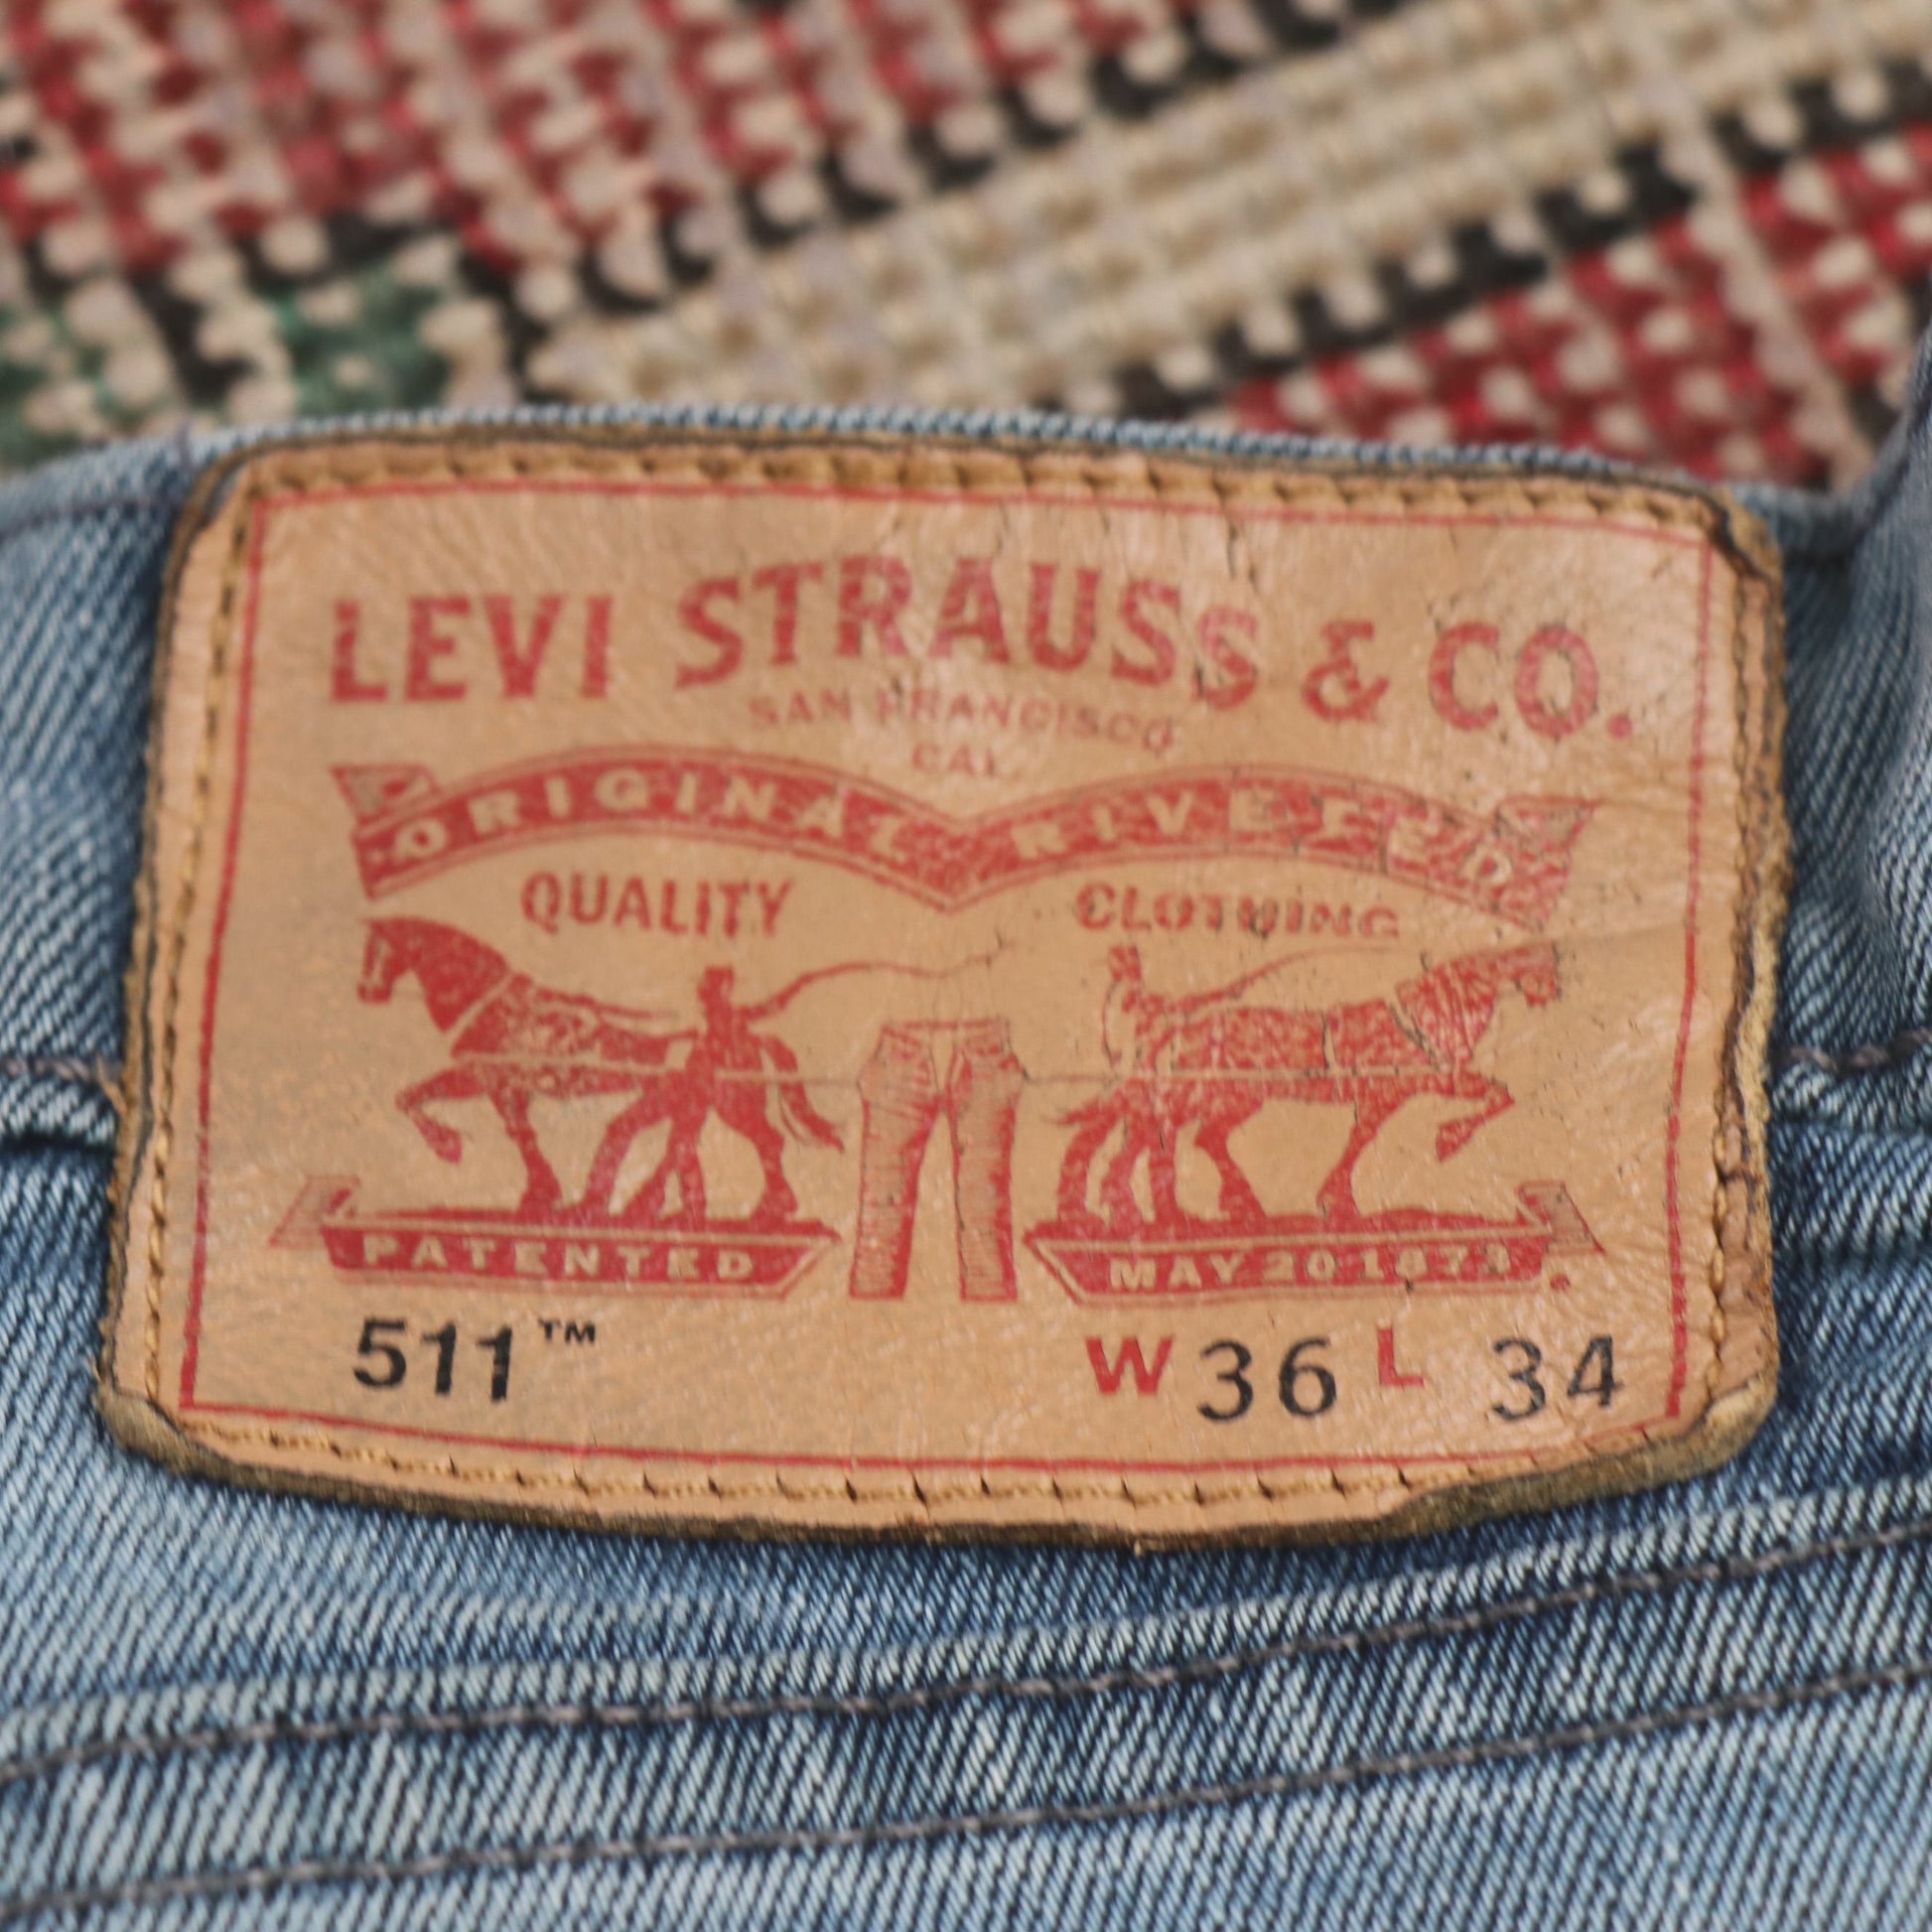 LEVI STRAUSS & CO.
SAN FRANCISCO
CAL
ORIGINAL RIVETED
QUALITY CLOTHING
PATENTED MAY 20 1873
511™ W 36 L 34